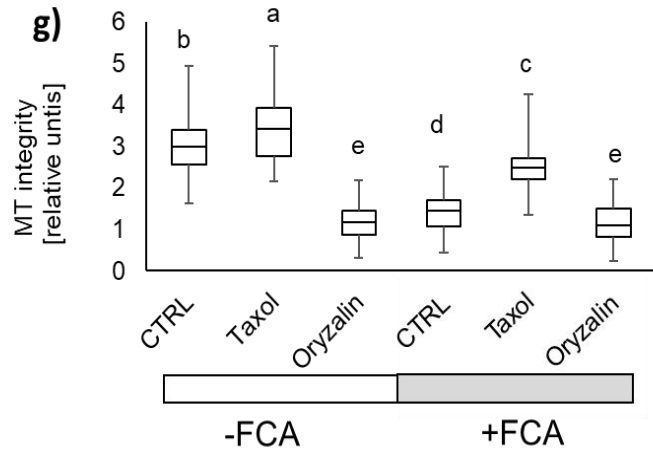 g)
MT integrity
[relative untis]
6
5
4
3
2
1
0
b
a
e
d
c
e
CTRL
Taxol
Oryzalin
CTRL
Taxol
Oryzalin
-FCA
+FCA